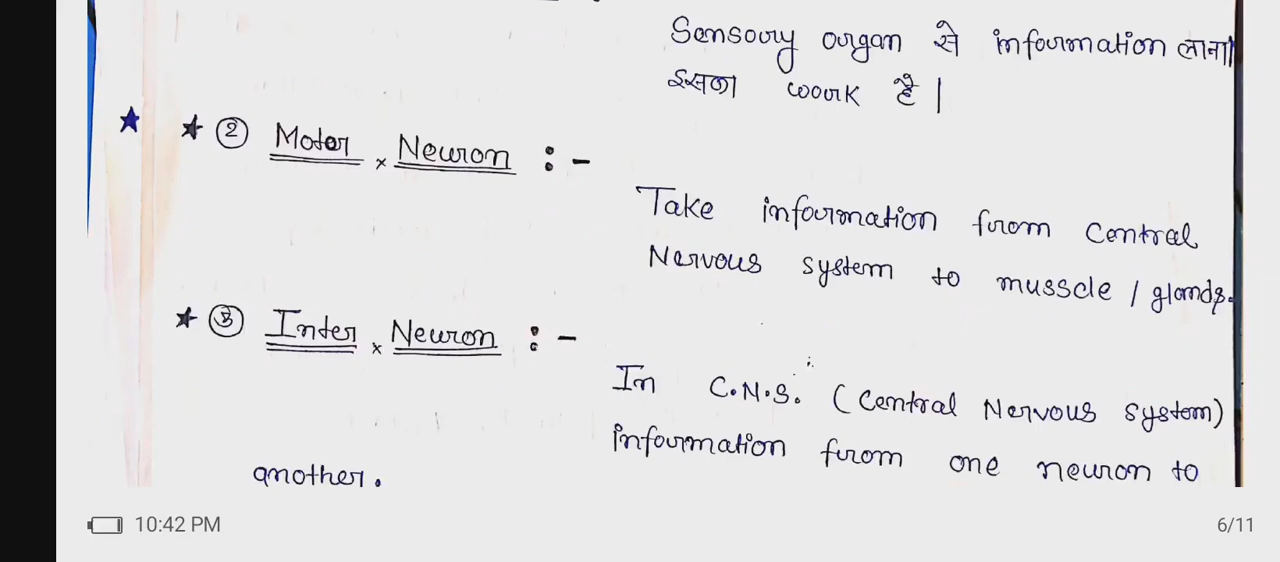 Sensory organ से information लाना
इसका work है|
② Motor × Neuron :-
Take information from central
Nervous system to musscle / glands.
③ Inter × Neuron :-
In C.N.S. (Central Nervous system)
information from one neuron to
another.
10:42 PM
6/11